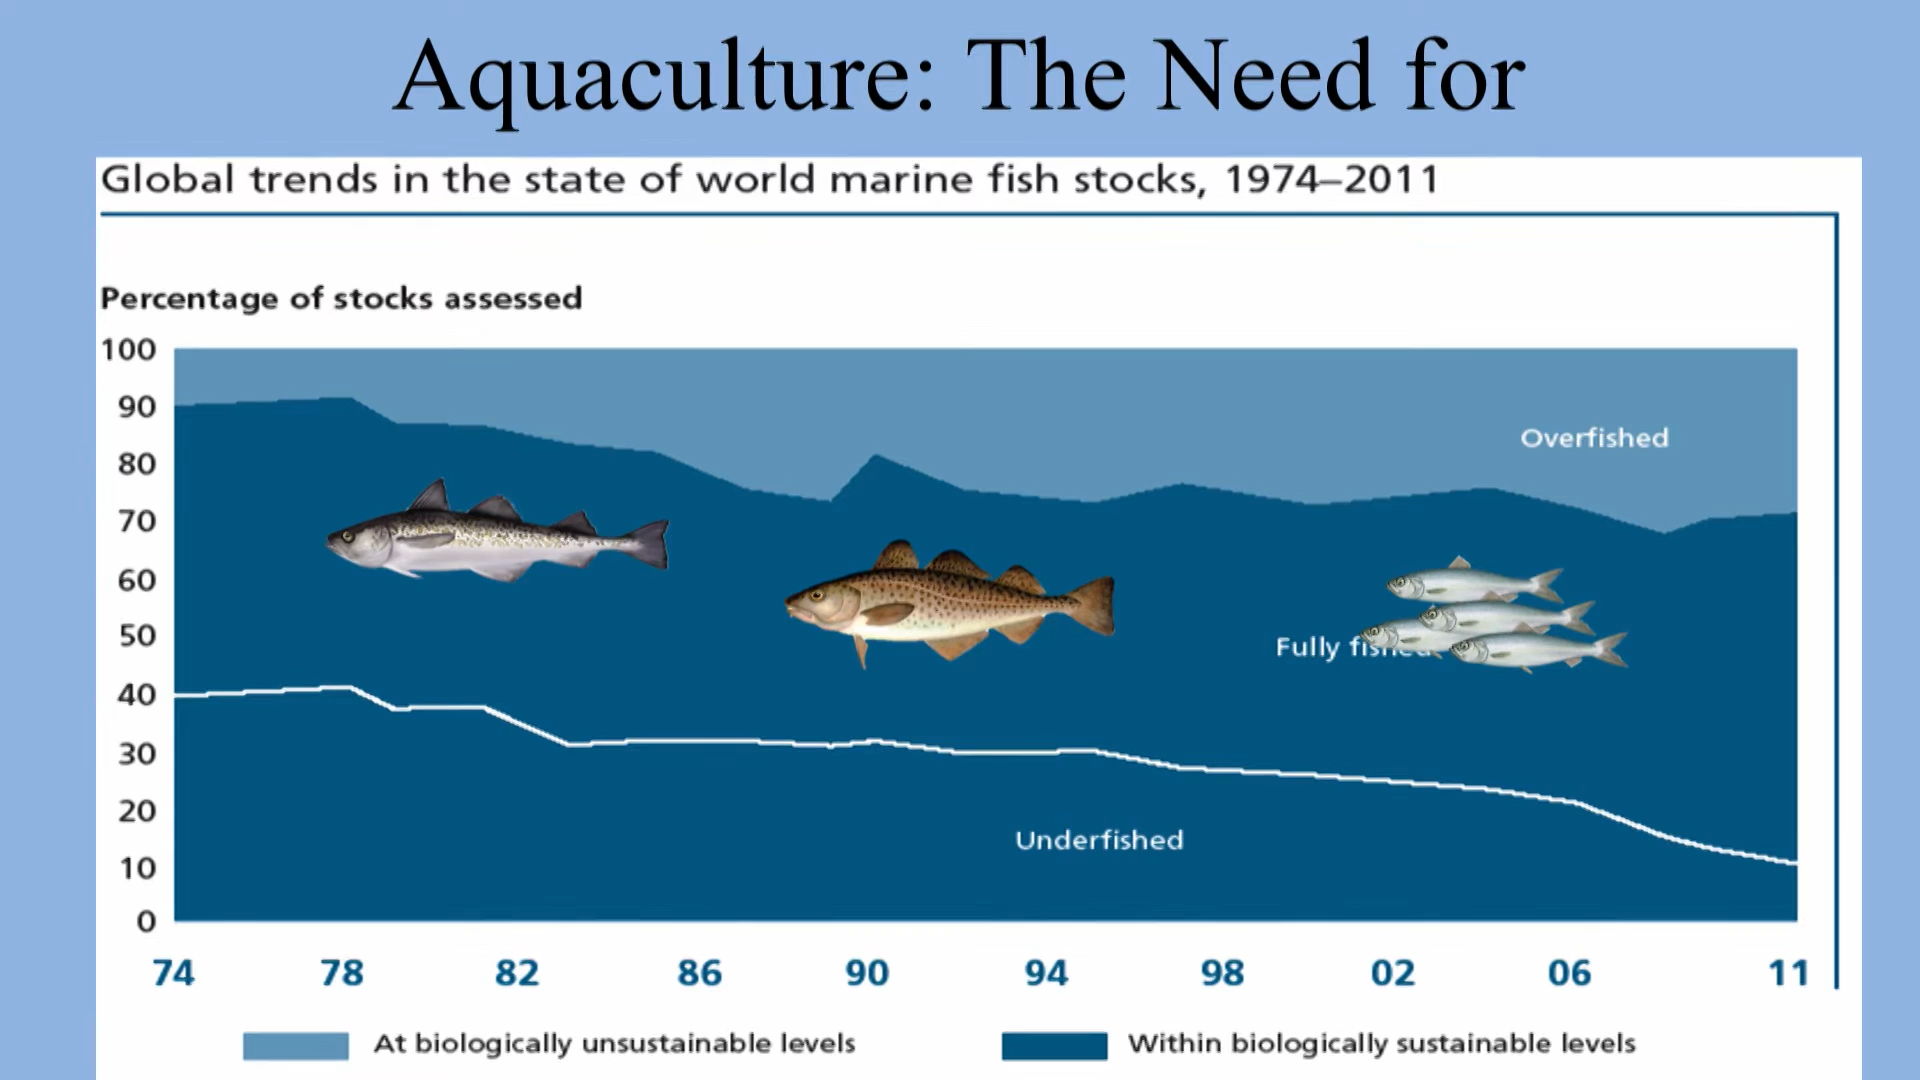 Aquaculture: The Need for
Global trends in the state of world marine fish stocks, 1974–2011
Percentage of stocks assessed
100
90
80
70
60
50
40
30
20
10
0
Overfished
Fully fished
Underfished
74 78 82 86 90 94 98 02 06 11
At biologically unsustainable levels
Within biologically sustainable levels